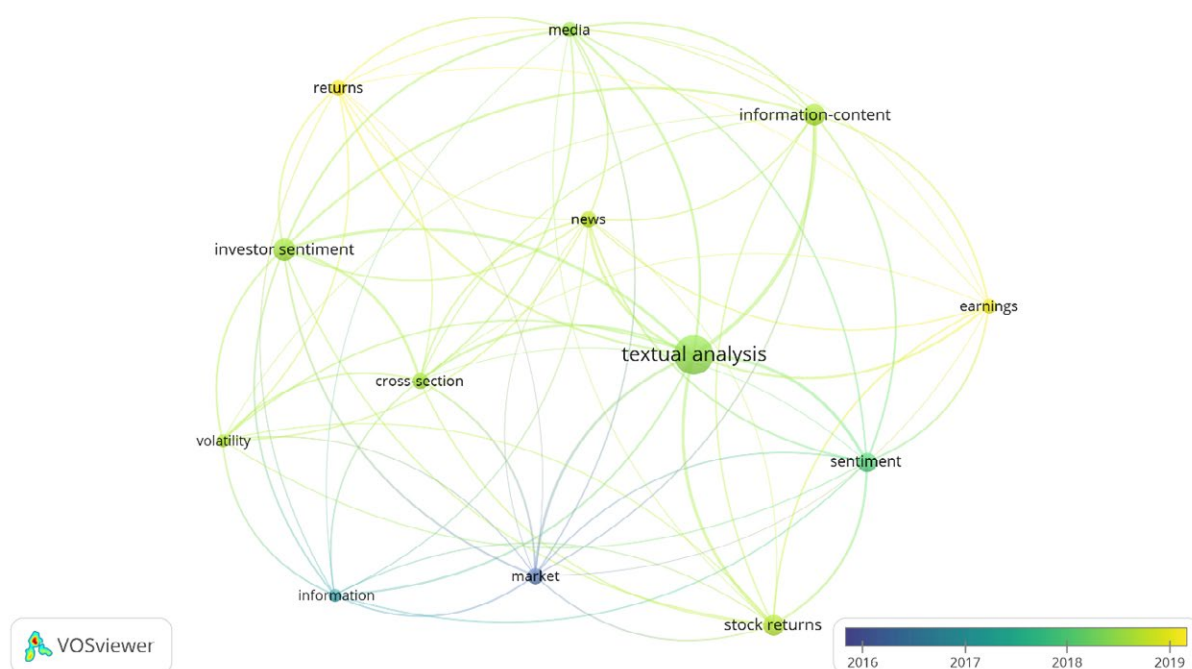 media
returns
information-content
news
investor sentiment
earnings
textual analysis
cross section
volatility
sentiment
market
information
stock returns
VOSviewer
2016
2017
2018
2019